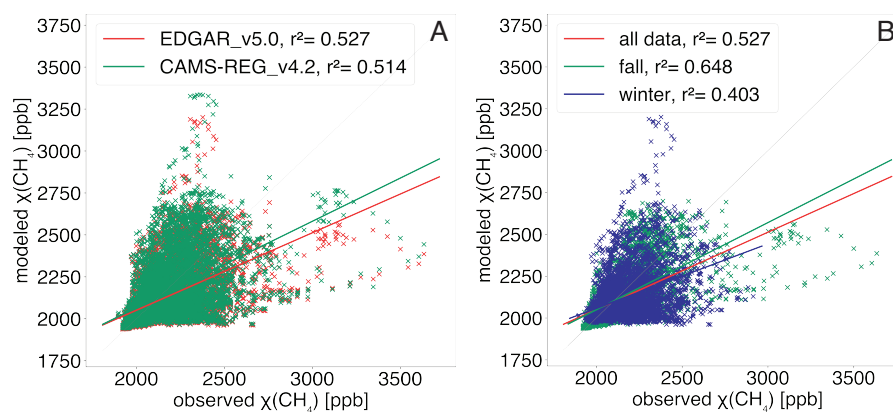 A
EDGAR_v5.0, r²= 0.527
CAMS-REG_v4.2, r²= 0.514
modeled χ(CH₄) [ppb]
3750
3500
3250
3000
2750
2500
2250
2000
1750
2000 2500 3000 3500
observed χ(CH₄) [ppb]
B
all data, r²= 0.527
fall, r²= 0.648
winter, r²= 0.403
modeled χ(CH₄) [ppb]
3750
3500
3250
3000
2750
2500
2250
2000
1750
2000 2500 3000 3500
observed χ(CH₄) [ppb]